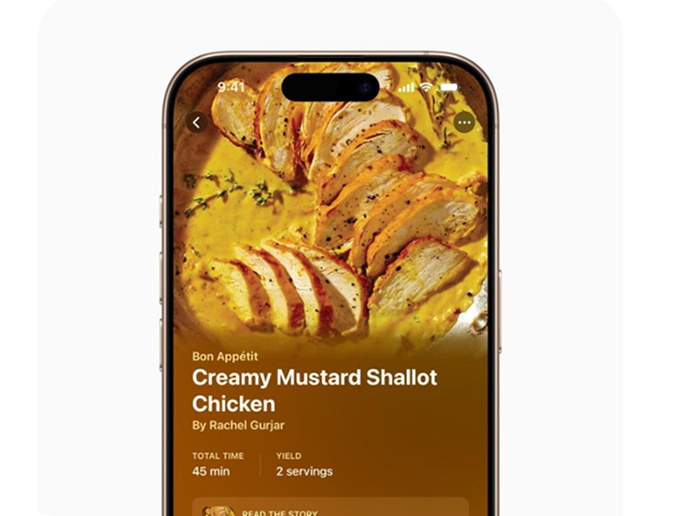 9:41
Bon Appétit
Creamy Mustard Shallot
Chicken
By Rachel Gurjar
TOTAL TIME YIELD
45 min 2 servings
READ THE STORY